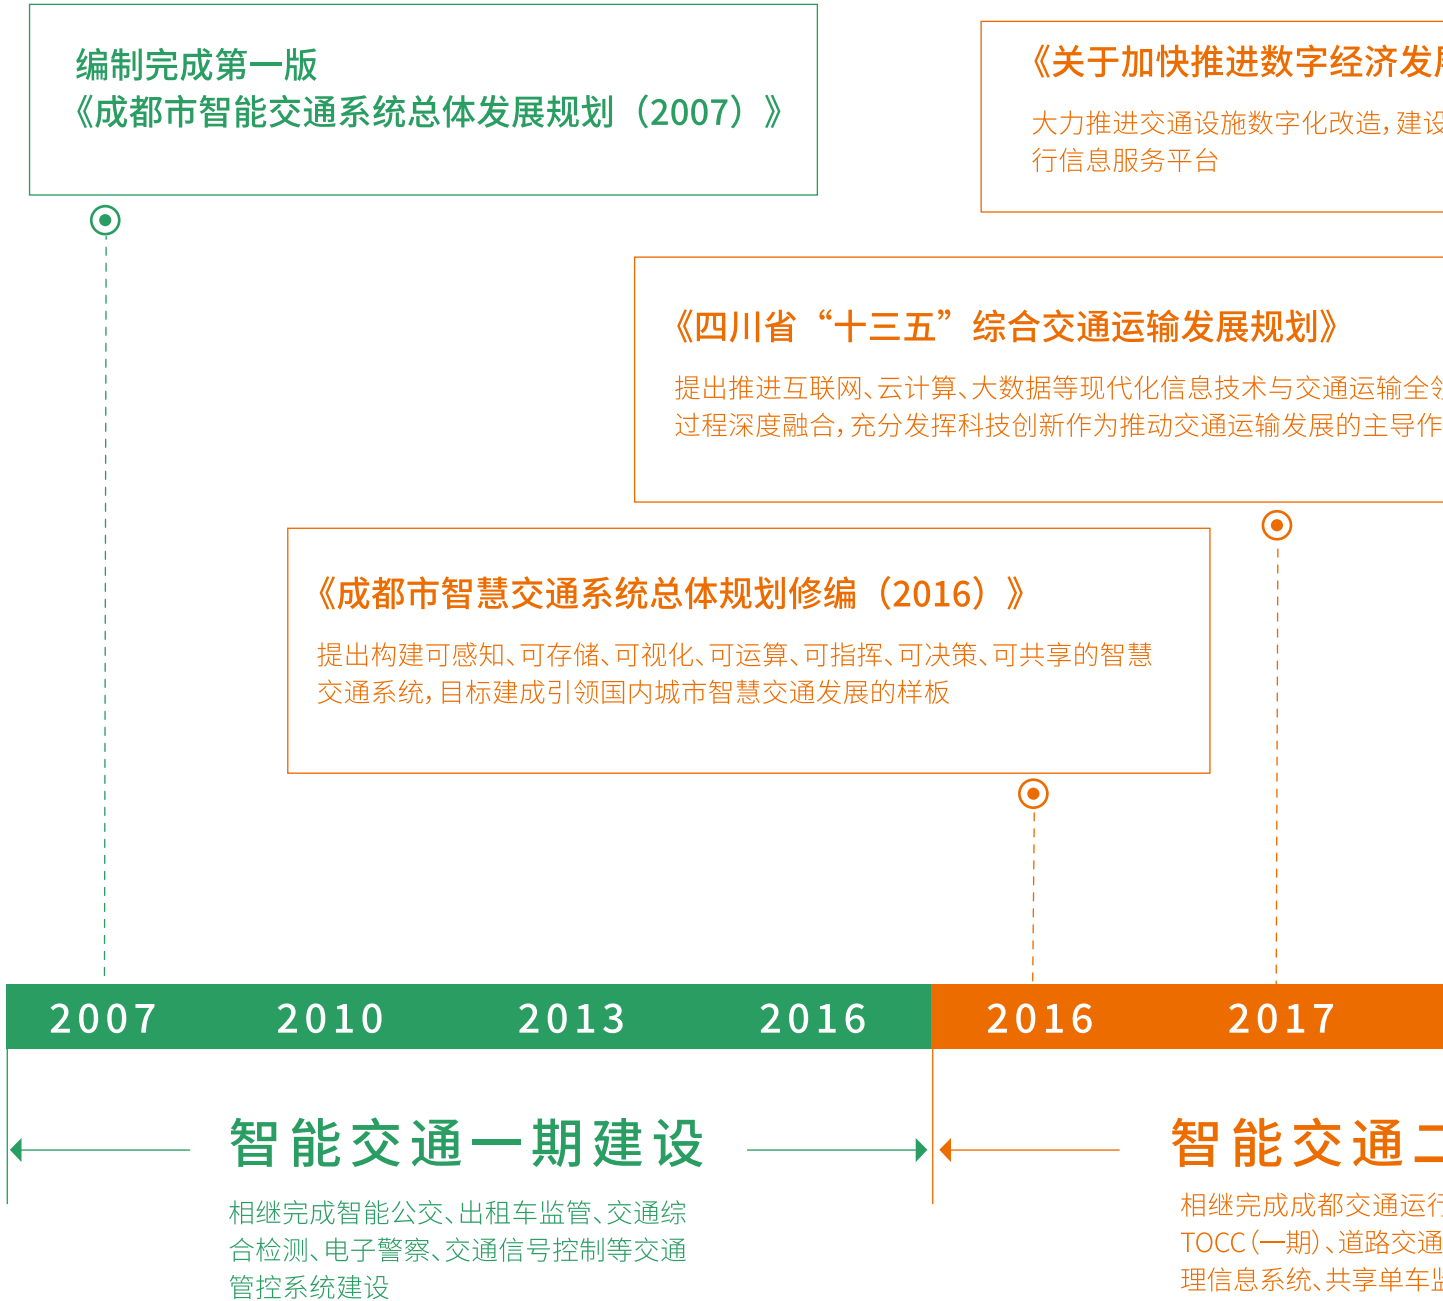 编制完成第一版
《成都市智能交通系统总体发展规划（2007）》
《关于加快推进数字经济发展
大力推进交通设施数字化改造，建设
行信息服务平台
《四川省“十三五”综合交通运输发展规划》
提出推进互联网、云计算、大数据等现代化信息技术与交通运输全领
过程深度融合，充分发挥科技创新作为推动交通运输发展的主导作
《成都市智慧交通系统总体规划修编（2016）》
提出构建可感知、可存储、可视化、可运算、可指挥、可决策、可共享的智慧
交通系统，目标建成引领国内城市智慧交通发展的样板
2007 2010 2013 2016 2016 2017
智能交通一期建设
相继完成智能公交、出租车监管、交通综
合检测、电子警察、交通信号控制等交通
管控系统建设
智能交通二
相继完成成都交通运行
TOCC（一期）、道路交通
理信息系统、共享单车监